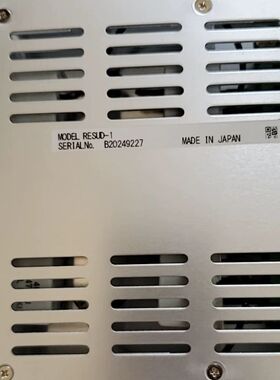 MODEL RESUD-1
SERIALNo. B20249227 MADE IN JAPAN